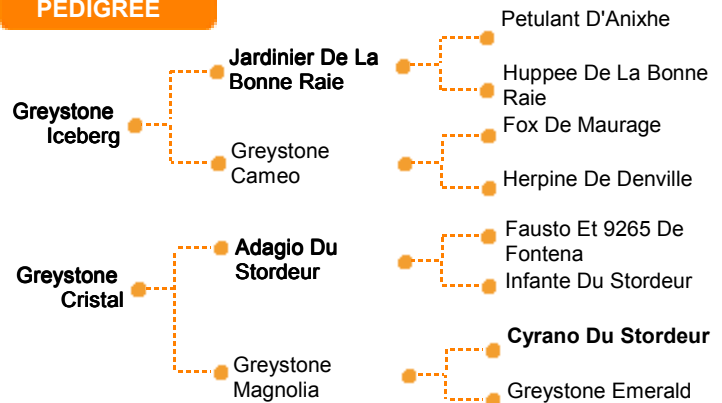 PEDIGREE
Petulant D'Anixhe
Jardinier De La
Bonne Raie
Huppee De La Bonne
Raie
Greystone
Iceberg
Fox De Maurage
Greystone
Cameo
Herpine De Denville
Fausto Et 9265 De
Fontena
Adagio Du
Stordeur
Infante Du Stordeur
Greystone
Cristal
Cyrano Du Stordeur
Greystone
Magnolia
Greystone Emerald